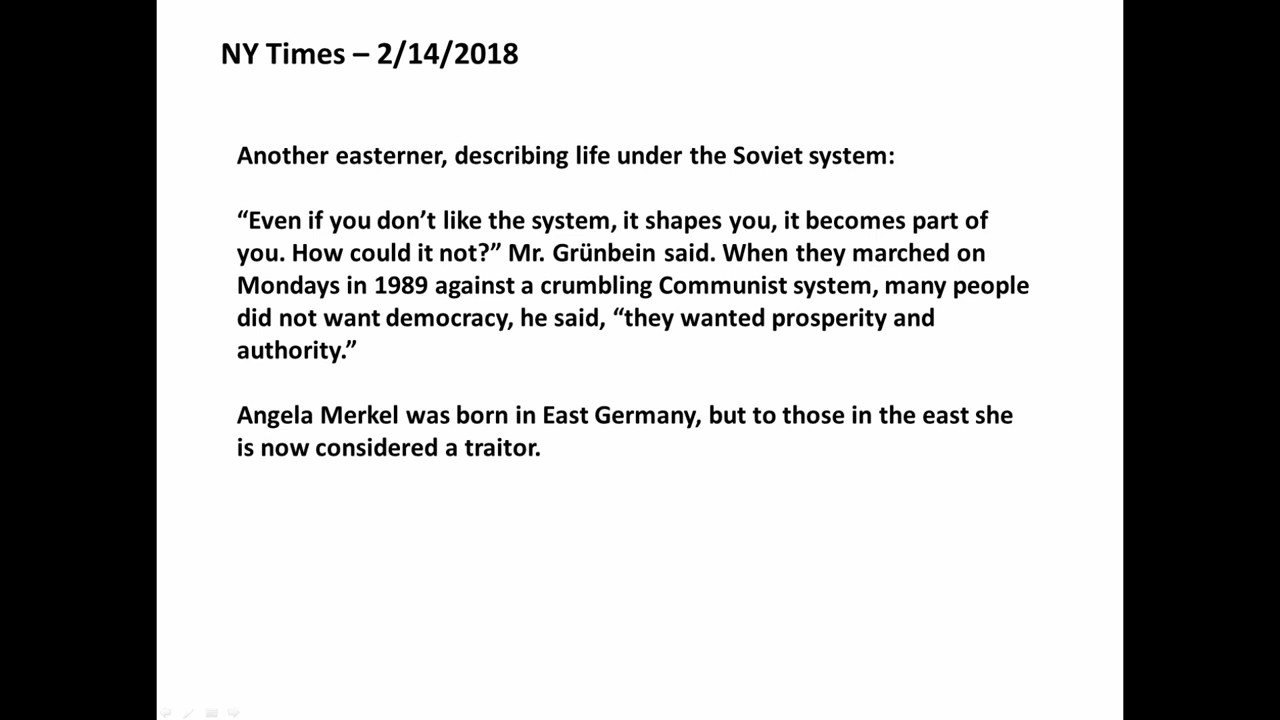 NY Times – 2/14/2018
Another easterner, describing life under the Soviet system:
“Even if you don’t like the system, it shapes you, it becomes part of
you. How could it not?” Mr. Grünbein said. When they marched on
Mondays in 1989 against a crumbling Communist system, many people
did not want democracy, he said, “they wanted prosperity and
authority.”
Angela Merkel was born in East Germany, but to those in the east she
is now considered a traitor.